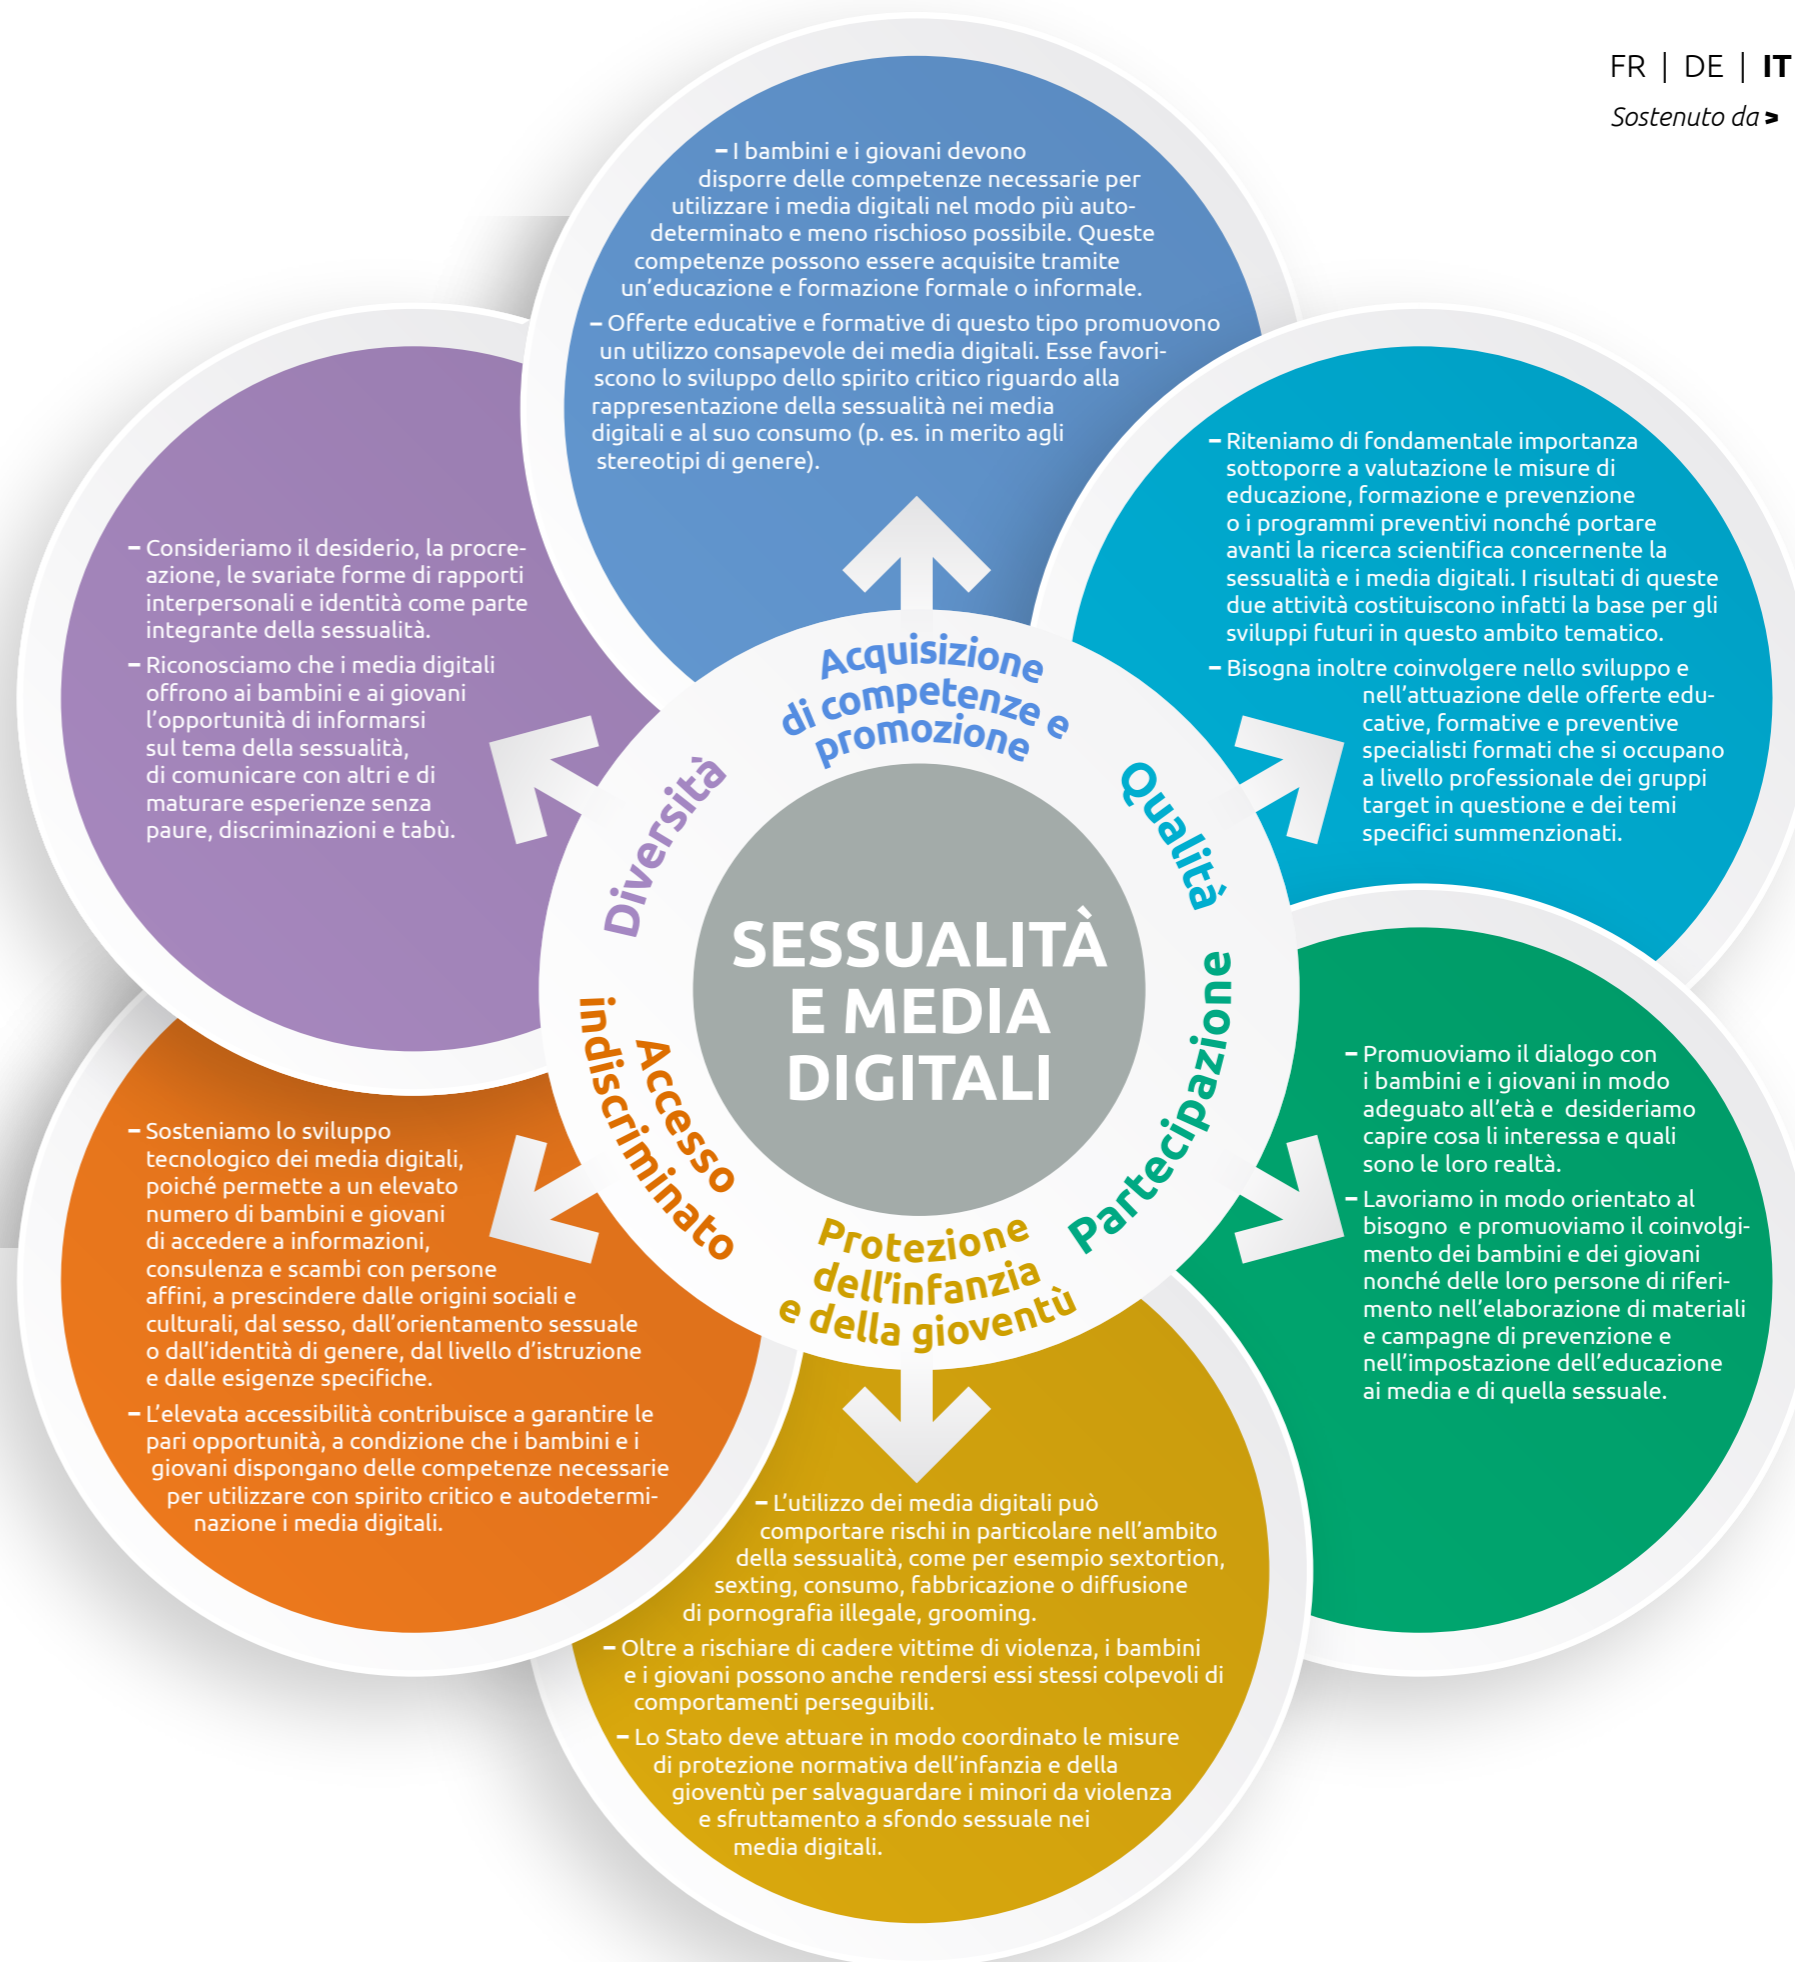 FR | DE | IT
Sostenuto da >
– I bambini e i giovani devono
disporre delle competenze necessarie per
utilizzare i media digitali nel modo più auto-
determinato e meno rischioso possibile. Queste
competenze possono essere acquisite tramite
un’educazione e formazione formale o informale.
– Offerte educative e formative di questo tipo promuovono
un utilizzo consapevole dei media digitali. Esse favori-
scono lo sviluppo dello spirito critico riguardo alla
rappresentazione della sessualità nei media
digitali e al suo consumo (p. es. in merito agli
stereotipi di genere).
– Riteniamo di fondamentale importanza
sottoporre a valutazione le misure di
educazione, formazione e prevenzione
o i programmi preventivi nonché portare
avanti la ricerca scientifica concernente la
sessualità e i media digitali. I risultati di queste
due attività costituiscono infatti la base per gli
sviluppi futuri in questo ambito tematico.
– Bisogna inoltre coinvolgere nello sviluppo e
nell’attuazione delle offerte edu-
cative, formative e preventive
specialisti formati che si occupano
a livello professionale dei gruppi
target in questione e dei temi
specifici summenzionati.
– Consideriamo il desiderio, la procre-
azione, le svariate forme di rapporti
interpersonali e identità come parte
integrante della sessualità.
– Riconosciamo che i media digitali
offrono ai bambini e ai giovani
l’opportunità di informarsi
sul tema della sessualità,
di comunicare con altri e di
maturare esperienze senza
paure, discriminazioni e tabù.
Acquisizione
di competenze e
promozione
Qualità
Diversità
SESSUALITÀ
E MEDIA
DIGITALI
Partecipazione
Accesso
indiscriminato
Protezione
dell’infanzia
e della gioventù
– Promuoviamo il dialogo con
i bambini e i giovani in modo
adeguato all’età e desideriamo
capire cosa li interessa e quali
sono le loro realtà.
– Lavoriamo in modo orientato al
bisogno e promuoviamo il coinvolgi-
mento dei bambini e dei giovani
nonché delle loro persone di riferi-
mento nell’elaborazione di materiali
e campagne di prevenzione e
nell’impostazione dell’educazione
ai media e di quella sessuale.
– Sosteniamo lo sviluppo
tecnologico dei media digitali,
poiché permette a un elevato
numero di bambini e giovani
di accedere a informazioni,
consulenza e scambi con persone
affini, a prescindere dalle origini sociali e
culturali, dal sesso, dall’orientamento sessuale
o dall’identità di genere, dal livello d’istruzione
e dalle esigenze specifiche.
– L’elevata accessibilità contribuisce a garantire le
pari opportunità, a condizione che i bambini e i
giovani dispongano delle competenze necessarie
per utilizzare con spirito critico e autodetermi-
nazione i media digitali.
– L’utilizzo dei media digitali può
comportare rischi in particolare nell’ambito
della sessualità, come per esempio sextortion,
sexting, consumo, fabbricazione o diffusione
di pornografia illegale, grooming.
– Oltre a rischiare di cadere vittime di violenza, i bambini
e i giovani possono anche rendersi essi stessi colpevoli di
comportamenti perseguibili.
– Lo Stato deve attuare in modo coordinato le misure
di protezione normativa dell’infanzia e della
gioventù per salvaguardare i minori da violenza
e sfruttamento a sfondo sessuale nei
media digitali.